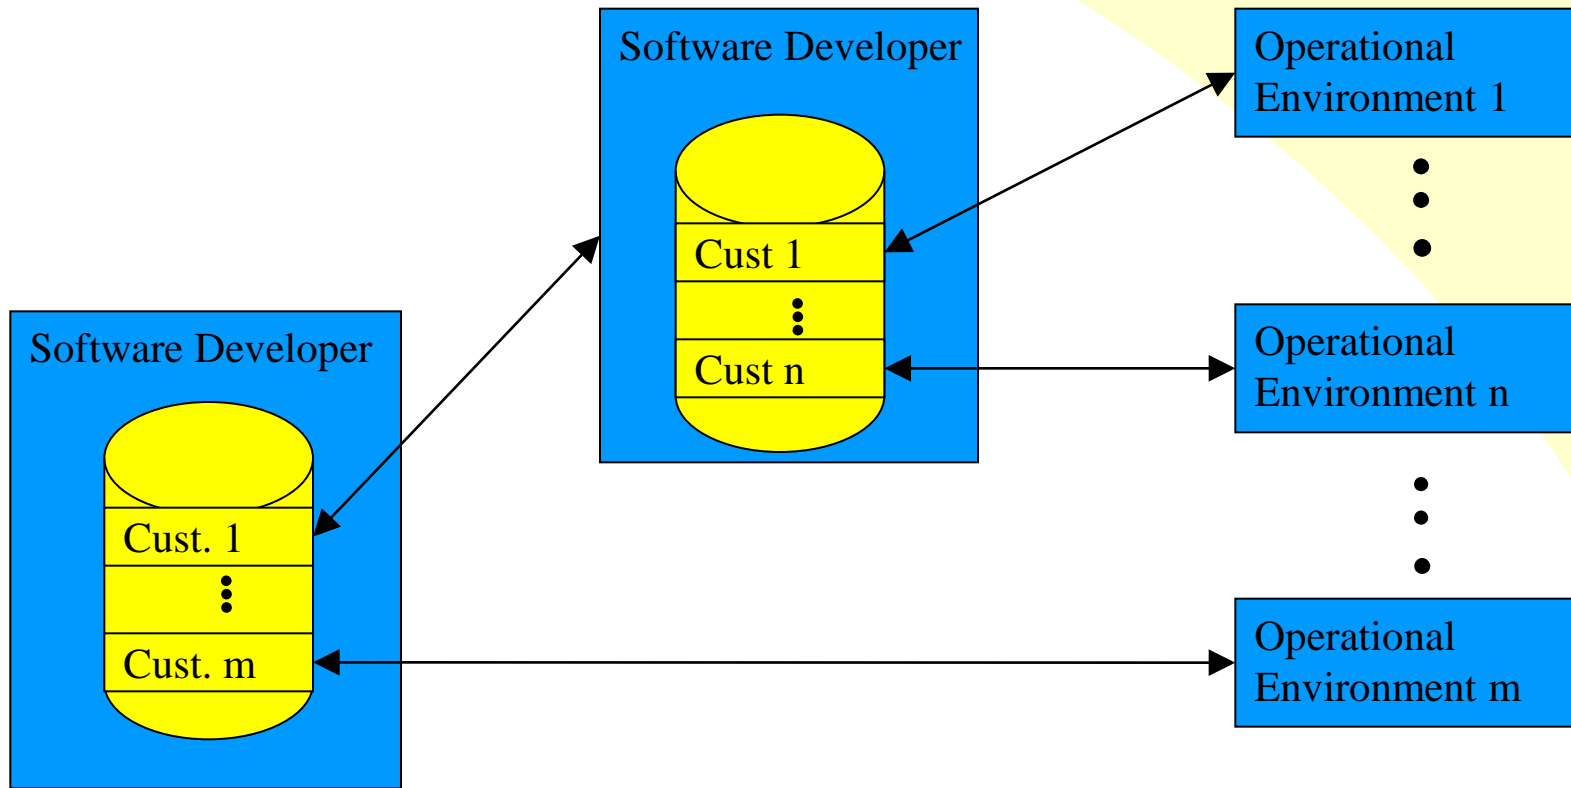 Software Developer
Cust 1
Cust n
Operational
Environment 1
Operational
Environment n
Software Developer
Cust. 1
Cust. m
Operational
Environment m